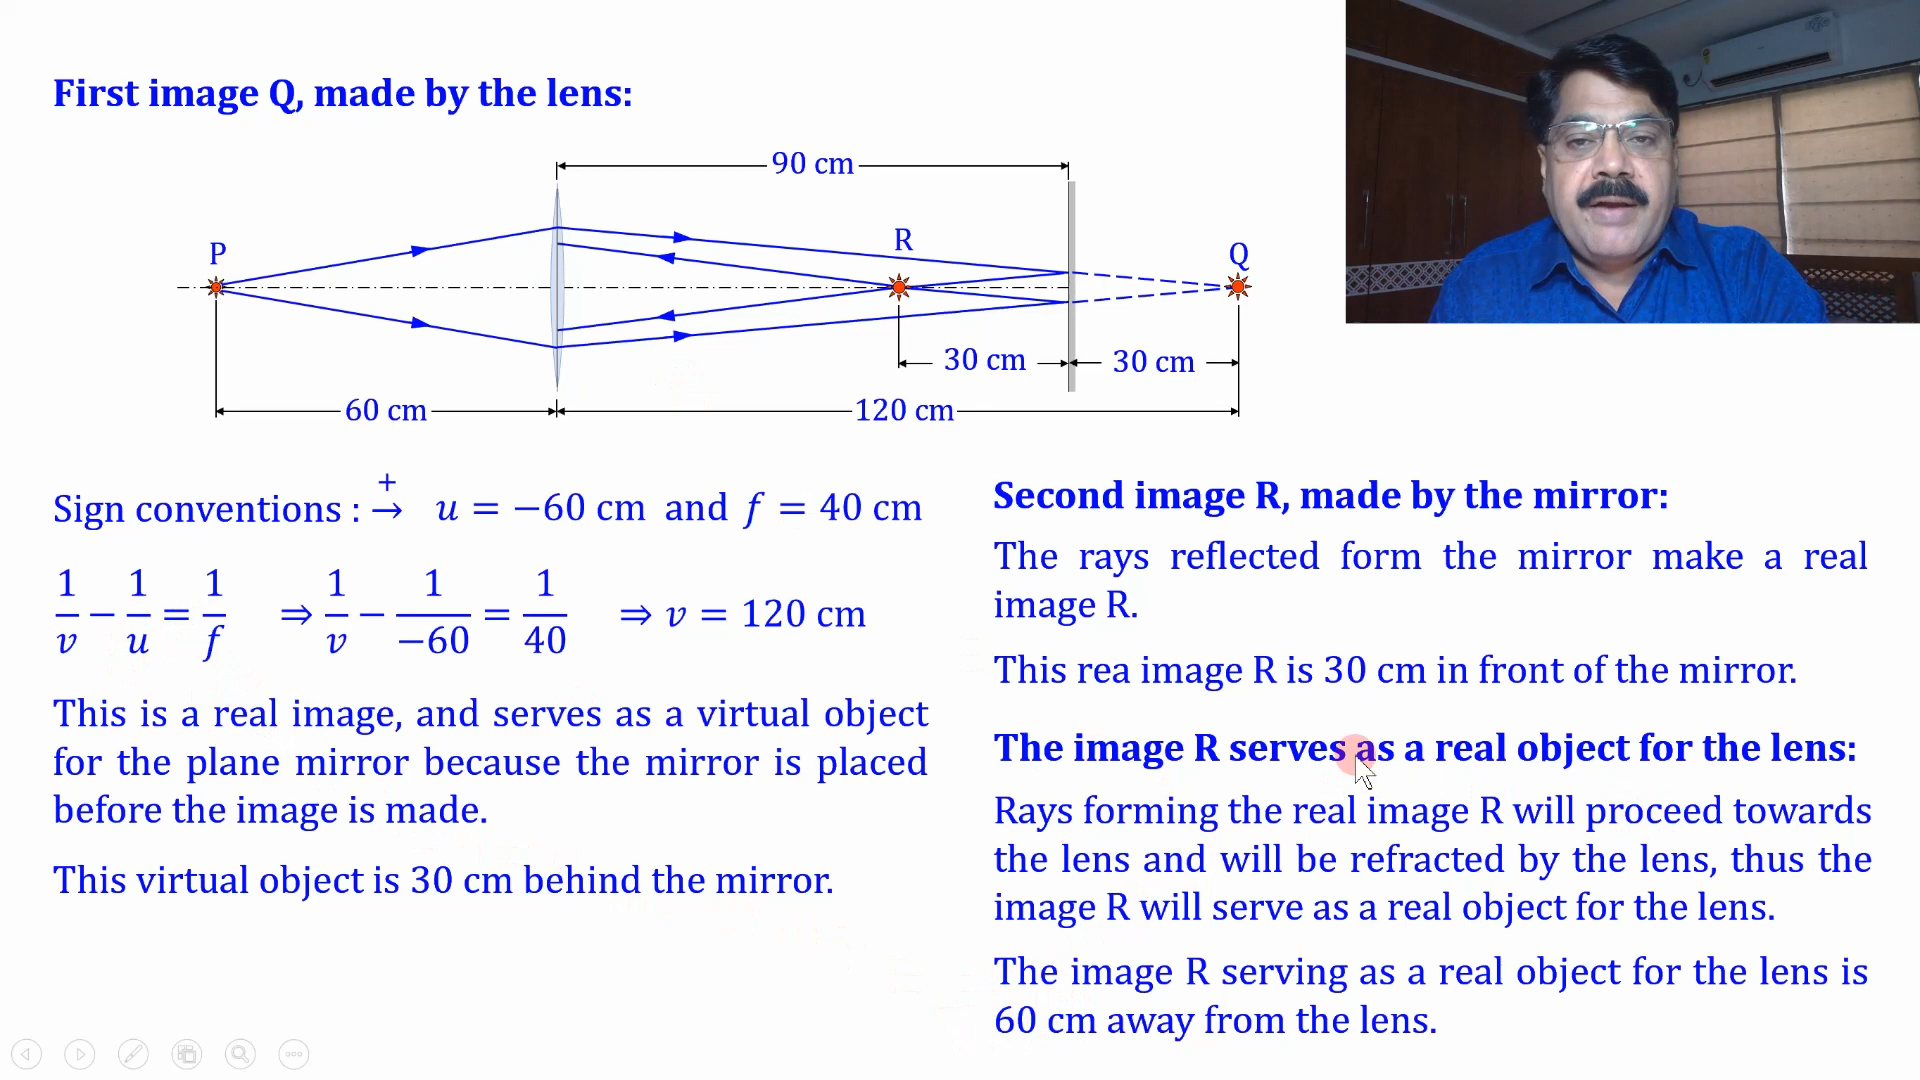 First image Q, made by the lens:
90 cm
P
R
Q
30 cm
30 cm
60 cm
120 cm
Sign conventions : \overset{+}{→} u = −60 cm and f = 40 cm
1/v − 1/u = 1/f ⇒ 1/v − 1/−60 = 1/40 ⇒ v = 120 cm
This is a real image, and serves as a virtual object
for the plane mirror because the mirror is placed
before the image is made.
This virtual object is 30 cm behind the mirror.
Second image R, made by the mirror:
The rays reflected form the mirror make a real
image R.
This rea image R is 30 cm in front of the mirror.
The image R serves as a real object for the lens:
Rays forming the real image R will proceed towards
the lens and will be refracted by the lens, thus the
image R will serve as a real object for the lens.
The image R serving as a real object for the lens is
60 cm away from the lens.